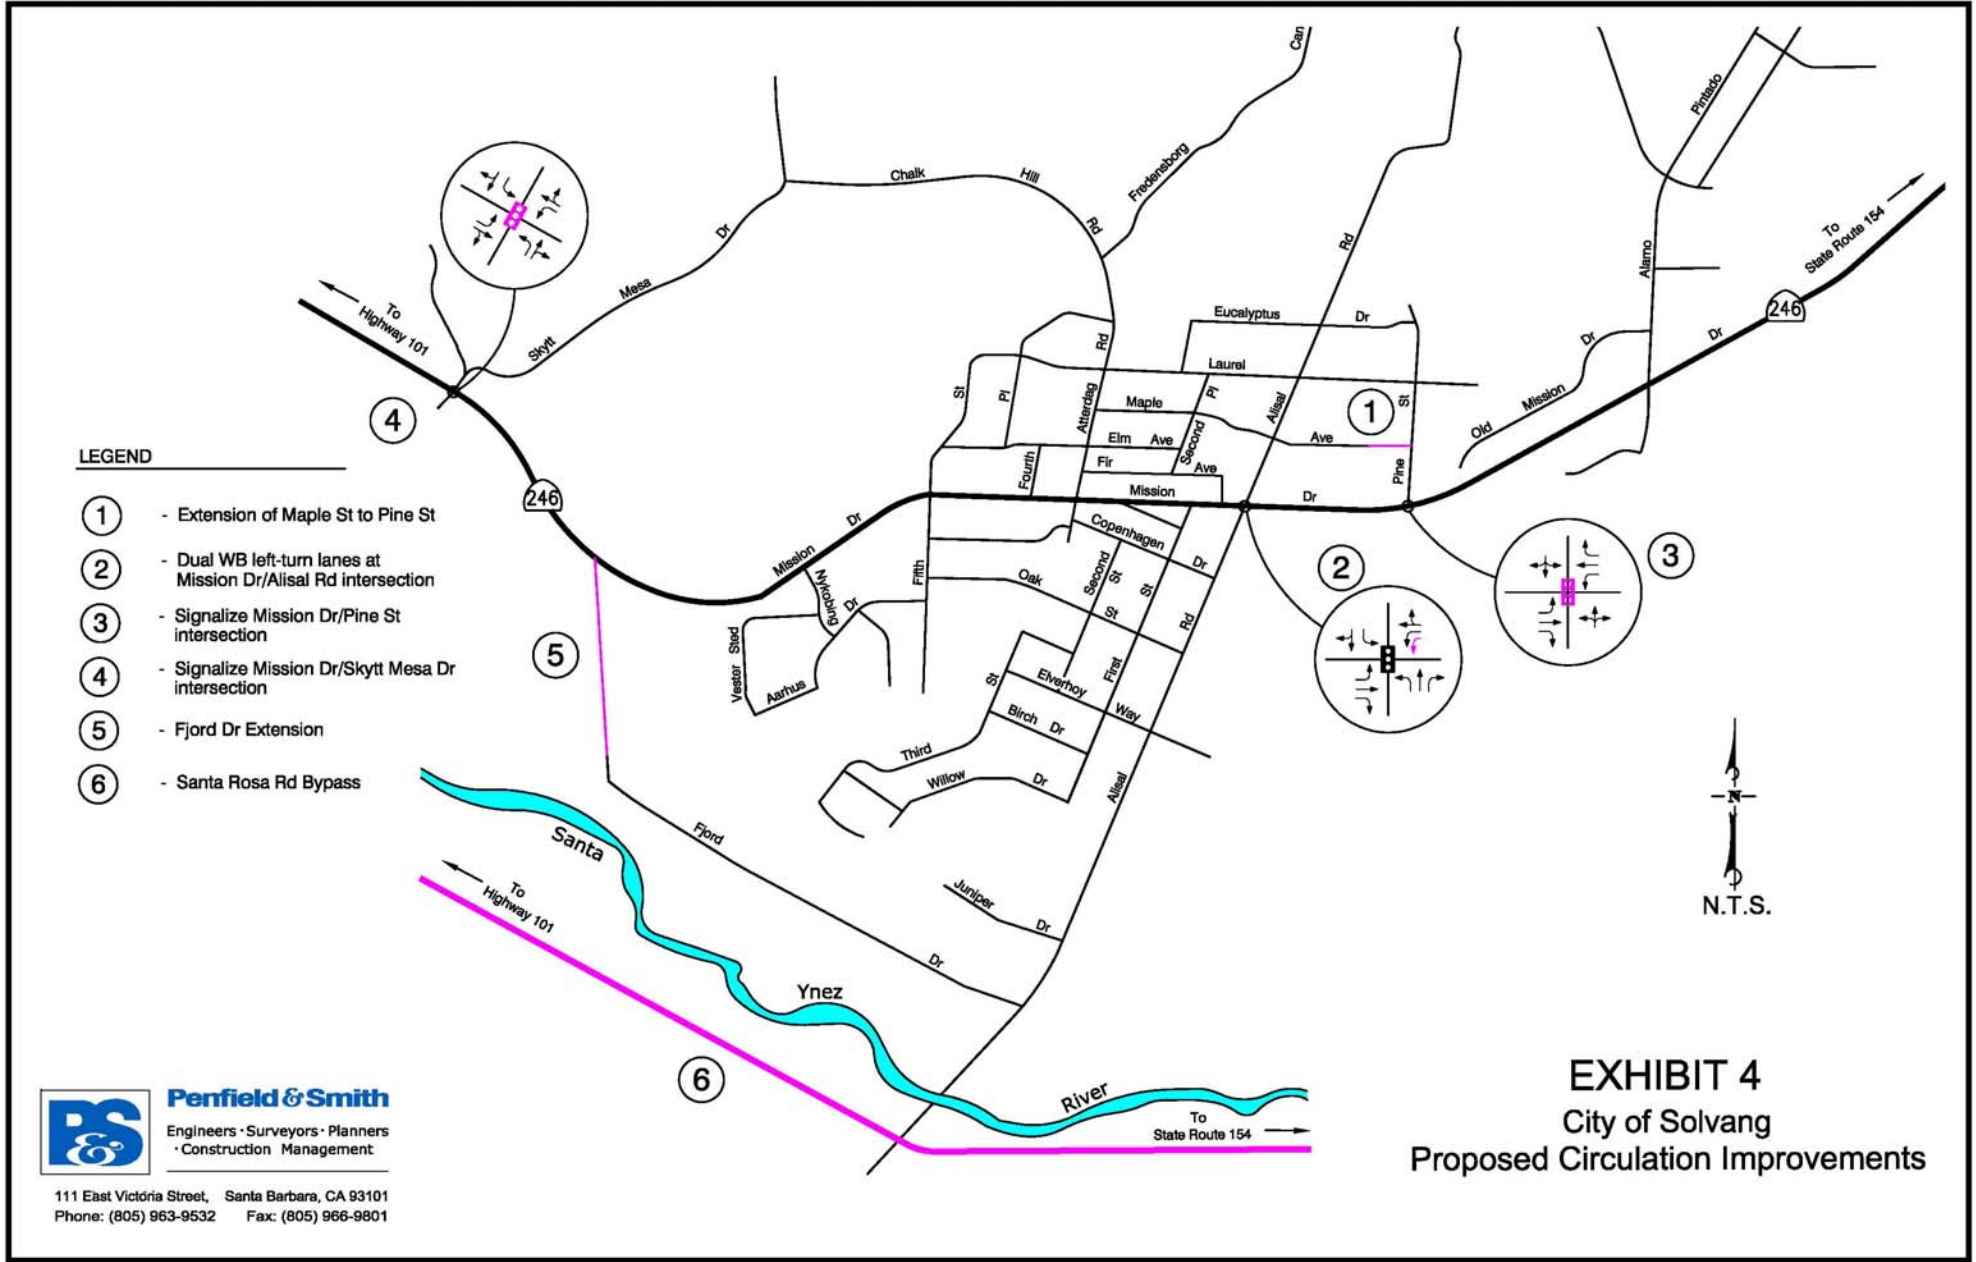 Can
Pintado
Fredensborg
Chalk
Hill
Rd
Dr
Mesa
Skytt
To
Highway 101
Rd
Alamo
To
State Route 154
246
Eucalyptus
Dr
Dr
Dr
Rd
Laurel
St
Pl
Atterdag
Maple
Pl
Alisal
1
St
Old
Mission
4
Elm
Ave
Second
Ave
Fourth
Fir
Ave
Pine
Mission
Dr
246
LEGEND
1
- Extension of Maple St to Pine St
2
- Dual WB left-turn lanes at
Mission Dr/Alisal Rd intersection
3
- Signalize Mission Dr/Pine St
intersection
4
- Signalize Mission Dr/Skytt Mesa Dr
intersection
5
- Fjord Dr Extension
6
- Santa Rosa Rd Bypass
Mission
Dr
Copenhagen
Dr
Fifth
Oak
St
Second
St
St
Rd
2
3
Nykobing
Dr
Vester Sted
Aarhus
5
Elverhoy
Way
First
St
Birch Dr
Third
Willow
Dr
Alisal
N
N.T.S.
Fjord
Dr
Juniper
Dr
Santa
Ynez
River
To
Highway 101
6
To
State Route 154
P&S
Penfield & Smith
Engineers · Surveyors · Planners
· Construction Management
111 East Victoria Street, Santa Barbara, CA 93101
Phone: (805) 963-9532 Fax: (805) 966-9801
EXHIBIT 4
City of Solvang
Proposed Circulation Improvements